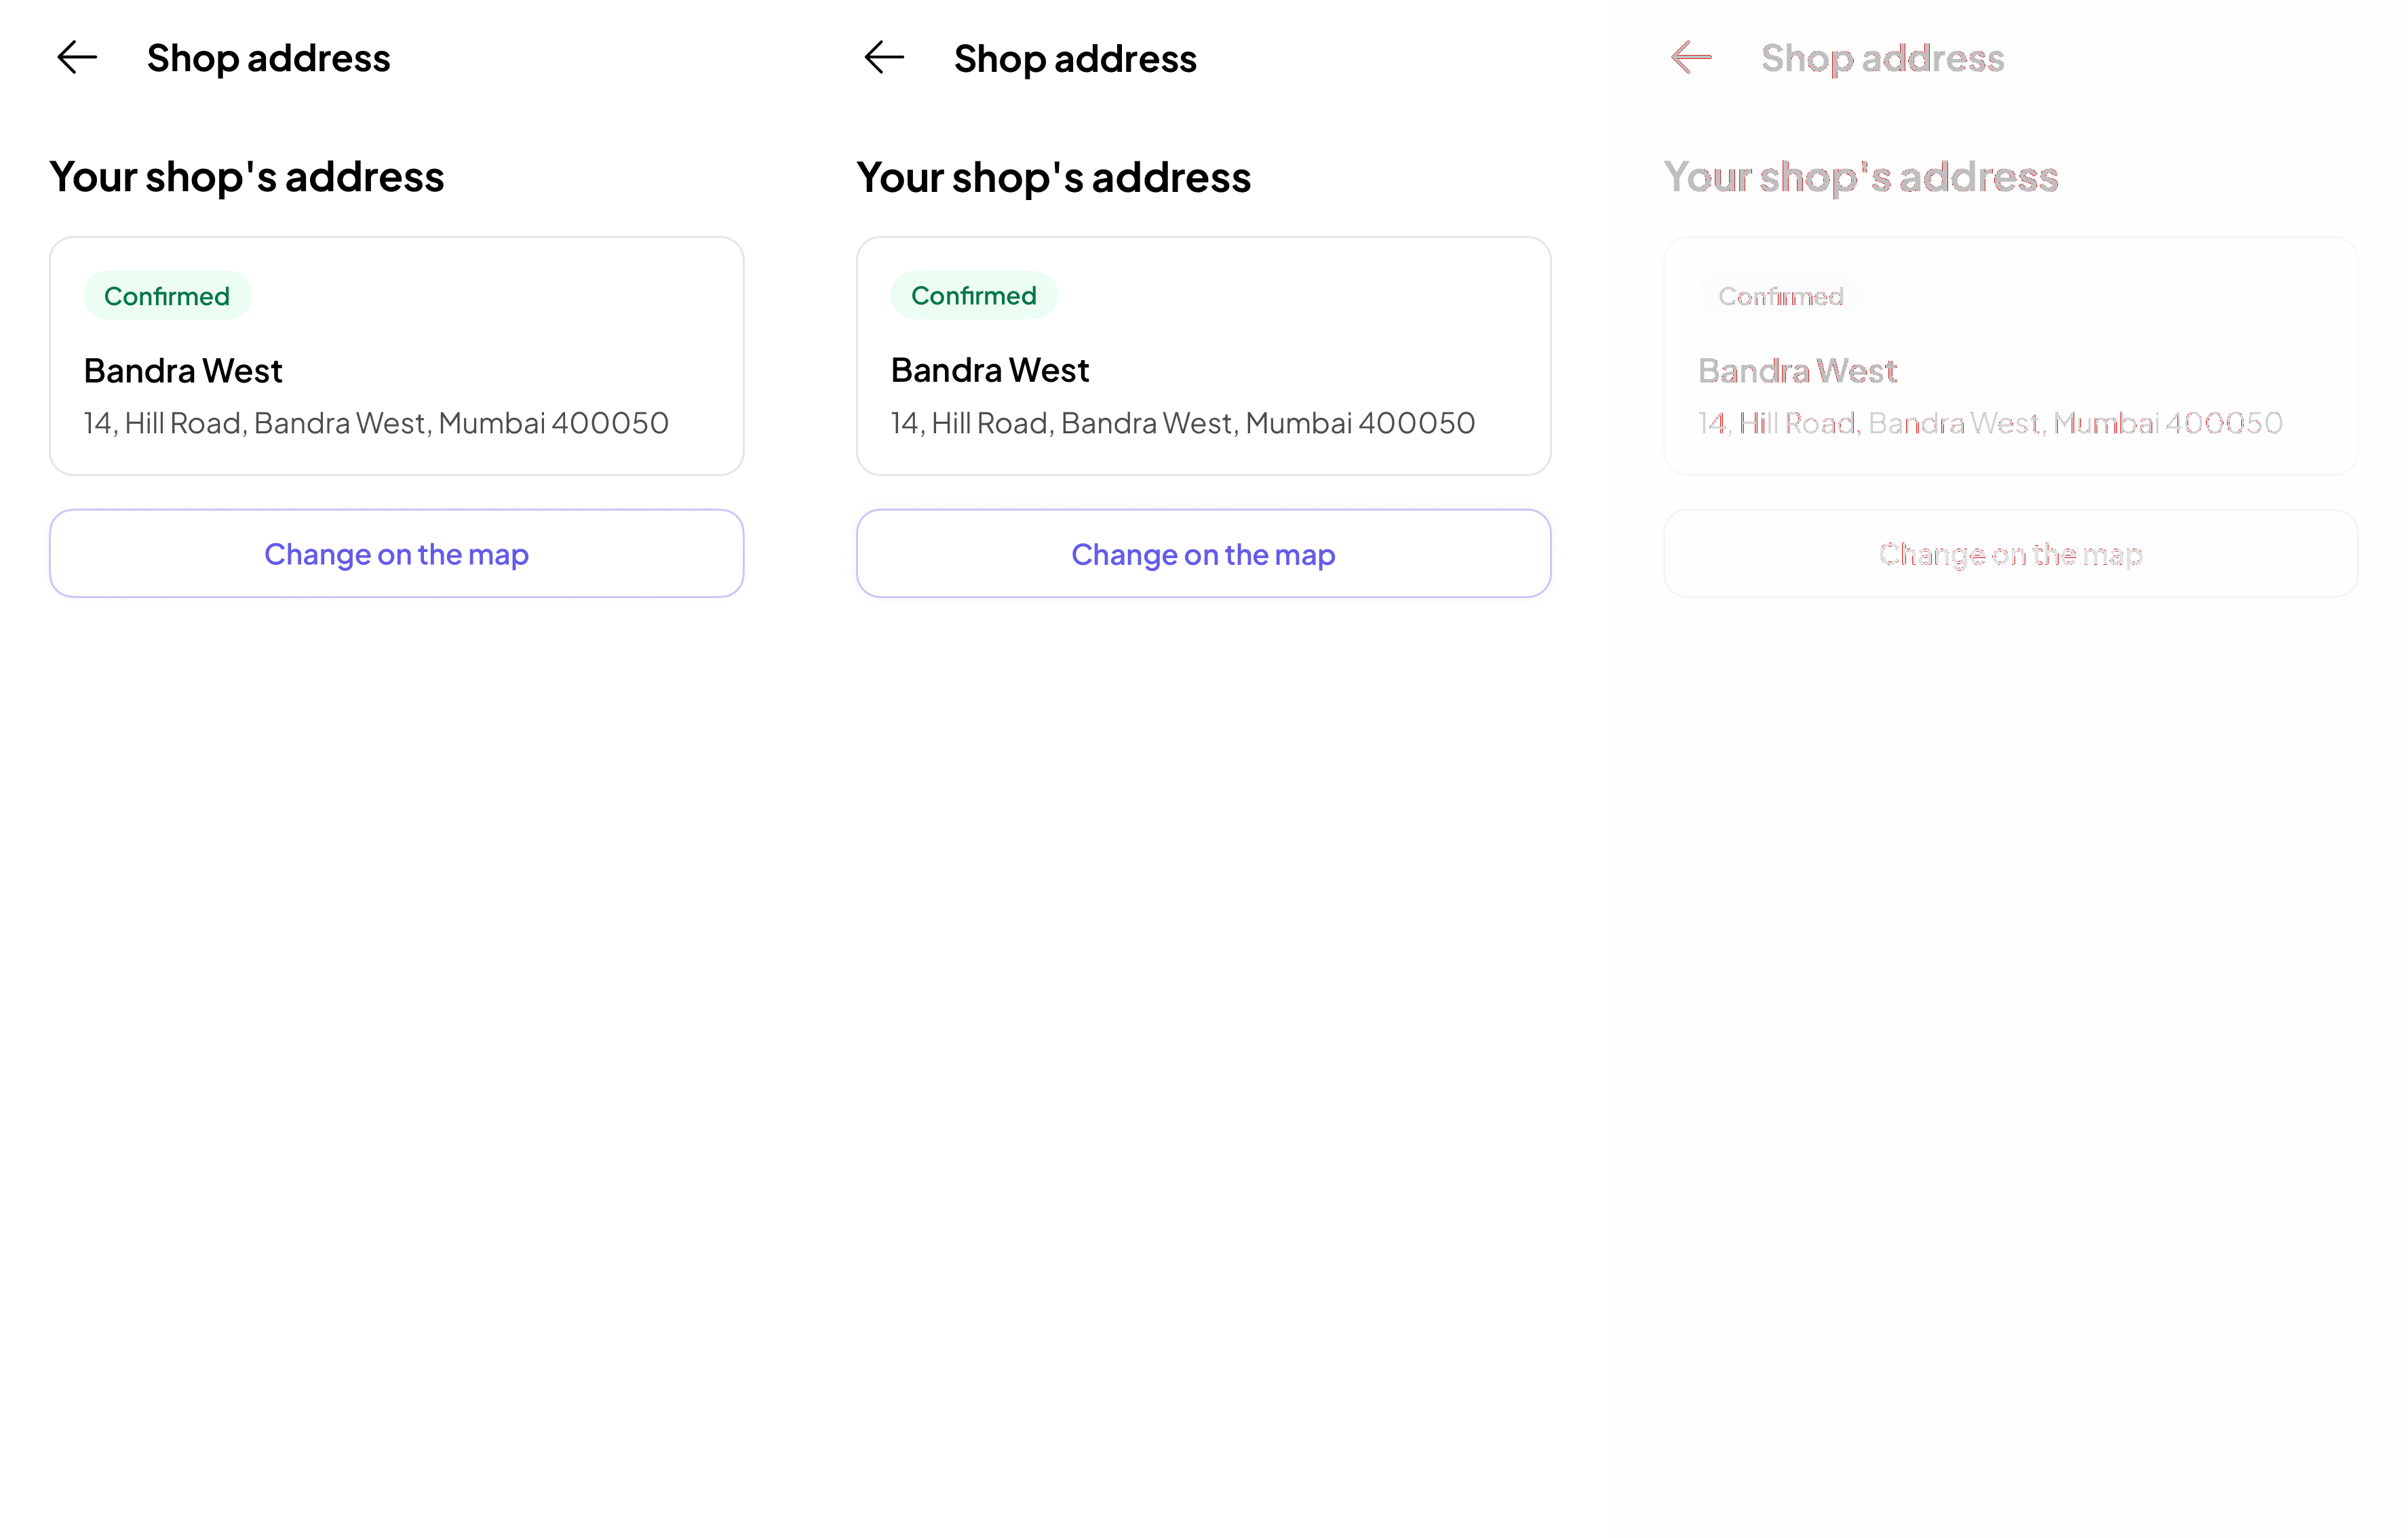 Shop address
Your shop's address
Confirmed
Bandra West
14, Hill Road, Bandra West, Mumbai 400050
Change on the map
Shop address
Your shop's address
Confirmed
Bandra West
14, Hill Road, Bandra West, Mumbai 400050
Change on the map
Shop address
Your shop's address
Confirmed
Bandra West
14, Hill Road, Bandra West, Mumbai 400050
Change on the map